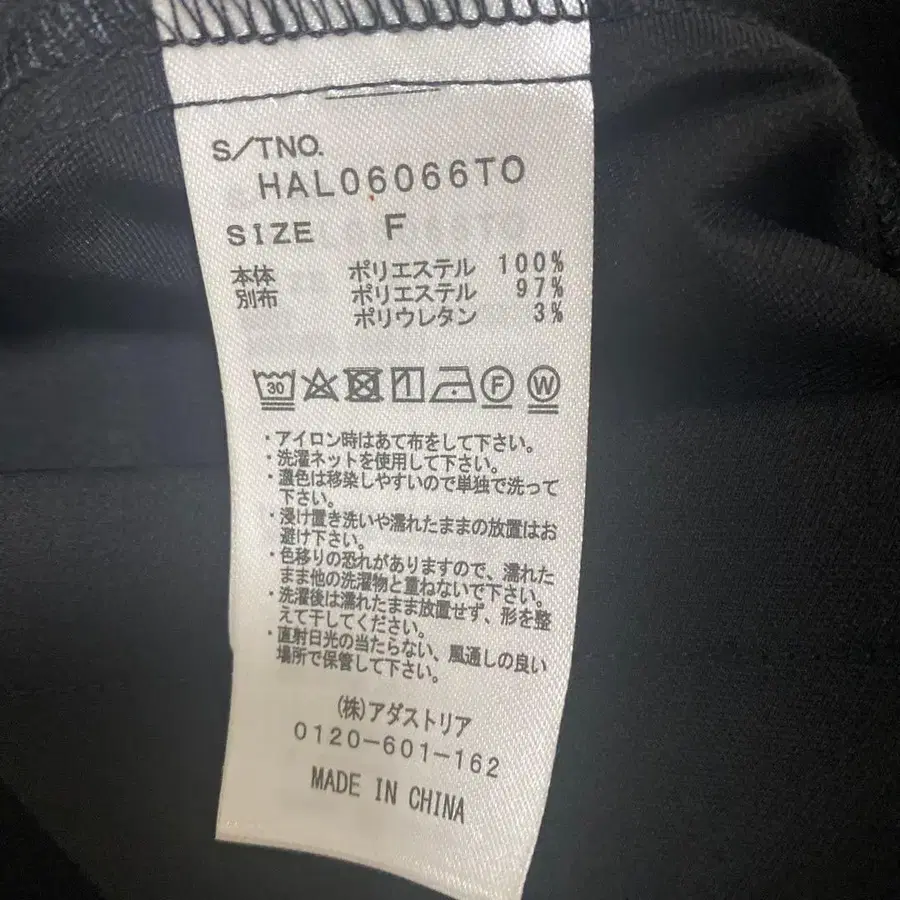 S/TNO.
HAL06066TO
SIZE F
本体 ポリエステル 100%
別布 ポリエステル 97%
ポリウレタン 3%
30 F W
・アイロン時はあて布をして下さい。
・洗濯ネットを使用して下さい。
・濃色は移染しやすいので単独で洗って
下さい。
・浸け置き洗いや濡れたままの放置はお
避け下さい。
・色移りの恐れがありますので、濡れた
まま他の洗濯物と重ねないで下さい。
・洗濯後は濡れたまま放置せず、形を整
えて干してください。
・直射日光の当たらない、風通しの良い
場所で保管して下さい。
(株)アダストリア
0120-601-162
MADE IN CHINA